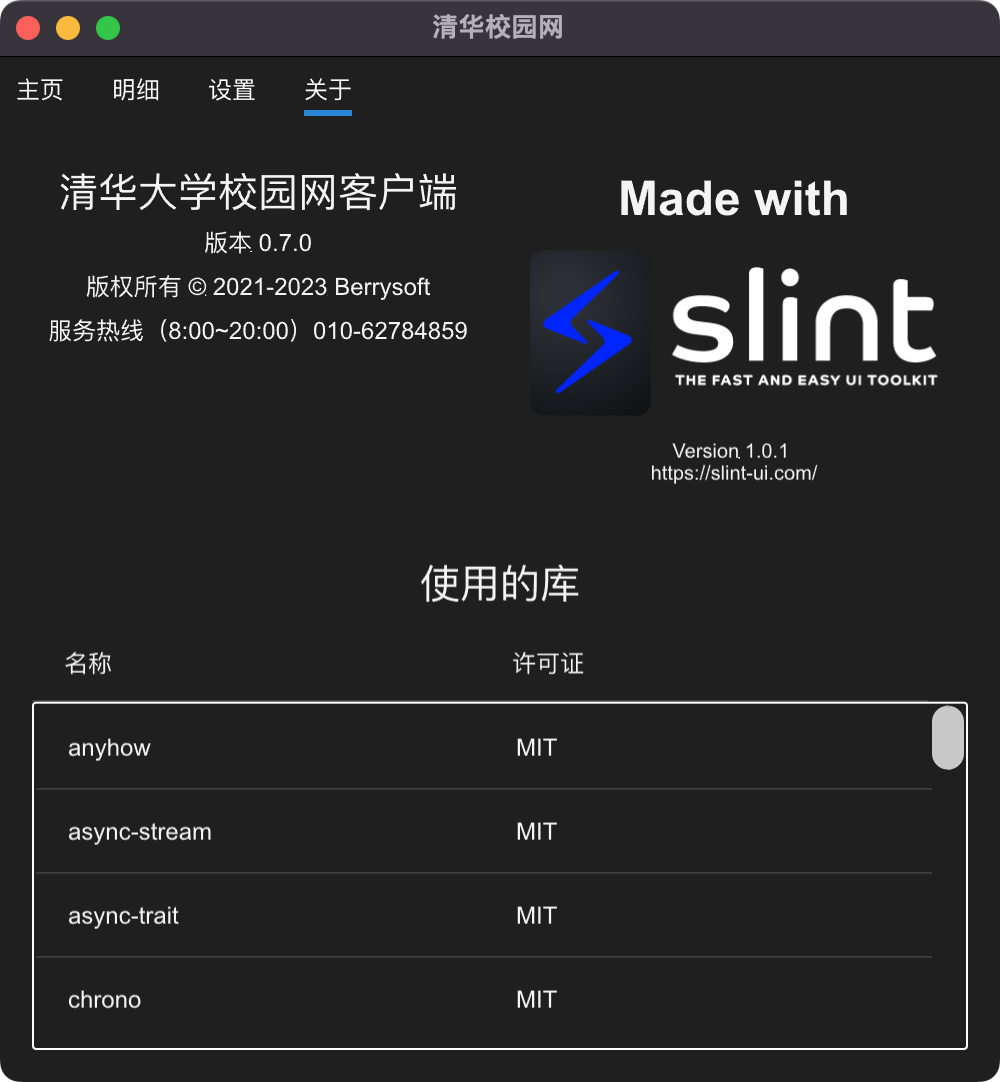 清华校园网
主页 明细 设置 关于
清华大学校园网客户端
版本 0.7.0
版权所有 © 2021-2023 Berrysoft
服务热线（8:00~20:00）010-62784859
Made with
slint
THE FAST AND EASY UI TOOLKIT
Version 1.0.1
https://slint-ui.com/
使用的库
名称 许可证
anyhow MIT
async-stream MIT
async-trait MIT
chrono MIT